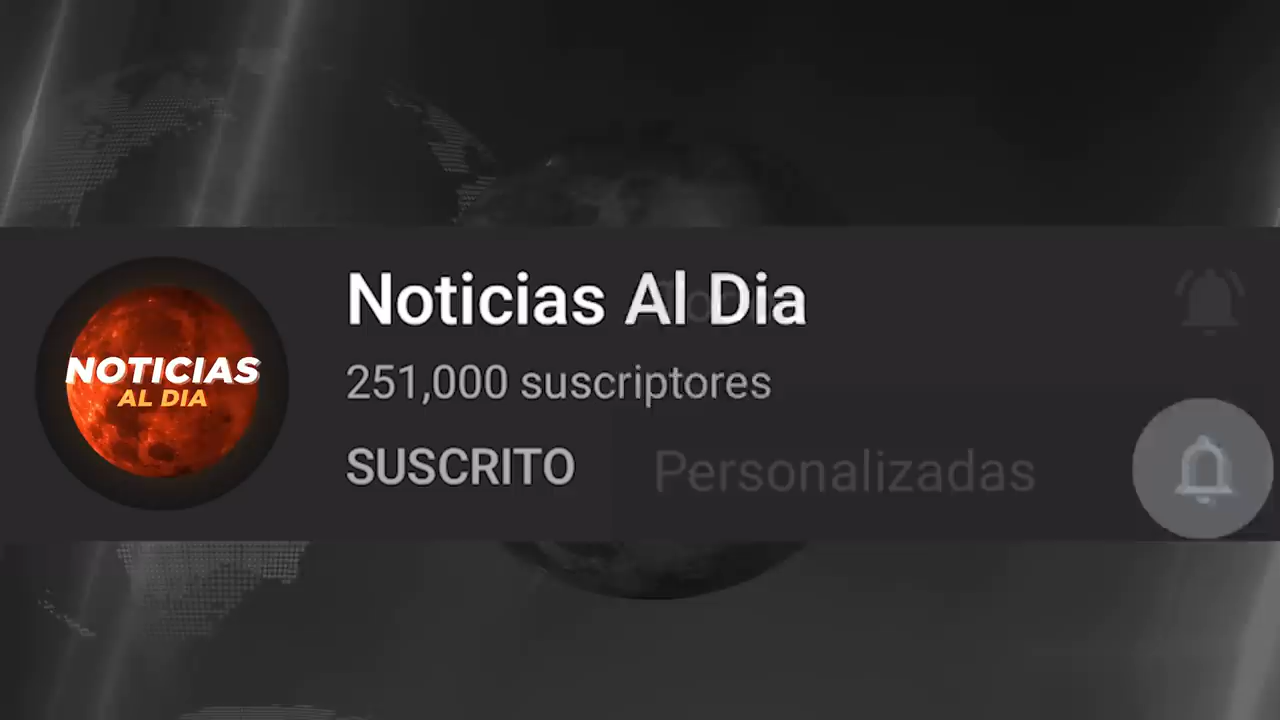 NOTICIAS
AL DIA
Noticias Al Dia
251,000 suscriptores
SUSCRITO
Personalizadas